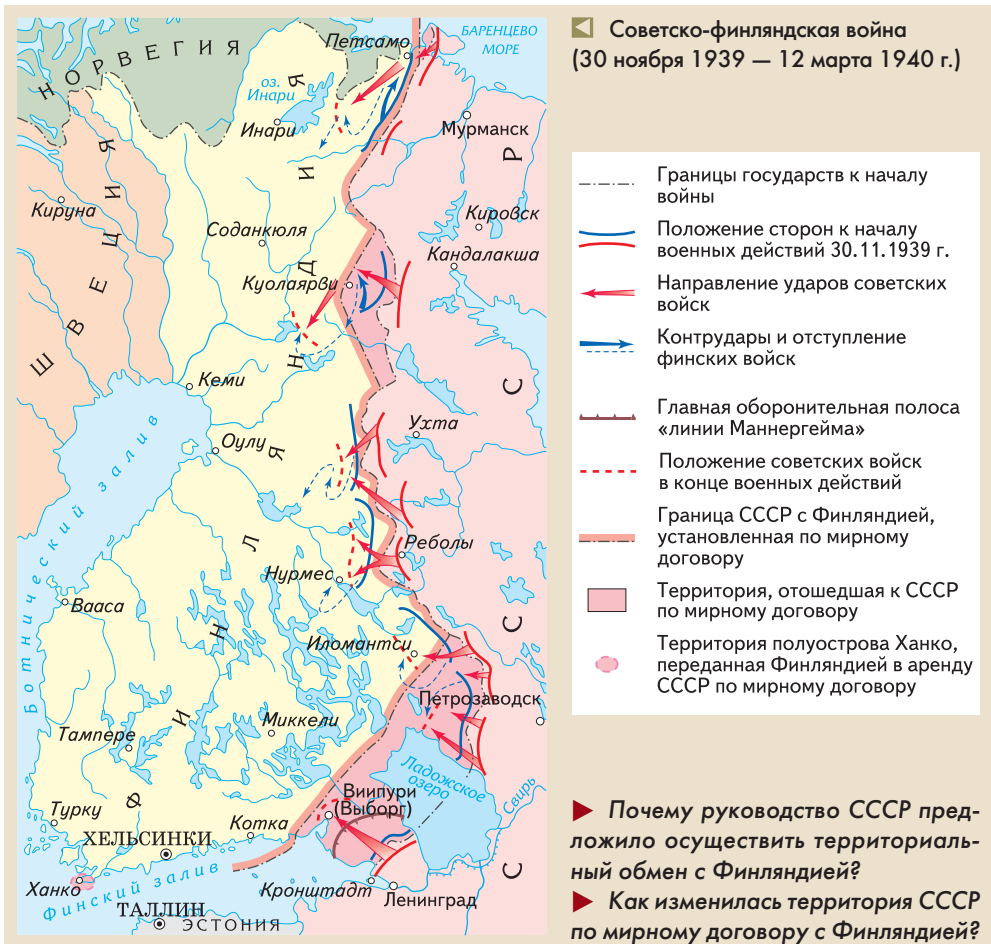 Советско-финляндская война
(30 ноября 1939 — 12 марта 1940 г.)
Границы государств к началу
войны
Положение сторон к началу
военных действий 30.11.1939 г.
Направление ударов советских
войск
Контрудары и отступление
финских войск
Главная оборонительная полоса
«линии Маннергейма»
Положение советских войск
в конце военных действий
Граница СССР с Финляндией,
установленная по мирному
договору
Территория, отошедшая к СССР
по мирному договору
Территория полуострова Ханко,
переданная Финляндией в аренду
СССР по мирному договору
Почему руководство СССР пред-
ложило осуществить территориаль-
ный обмен с Финляндией?
Как изменилась территория СССР
по мирному договору с Финляндией?
НОРВЕГИЯ
ШВЕЦИЯ
ФИНЛЯНДИЯ
СССР
БАРЕНЦЕВО
МОРЕ
Петсамо
оз.
Инари
Инари
Мурманск
Кируна
Соданкюля
Кировск
Кандалакша
Куолаярви
Кеми
Оулу
Ухта
Ботнический залив
Реболы
Нурмес
Вааса
Иломантси
Петрозаводск
Миккели
Тампере
Ладожское
озеро
Свирь
Виипури
(Выборг)
Турку
ХЕЛЬСИНКИ
Котка
Ханко
Финский залив
Кронштадт
Ленинград
ТАЛЛИН
ЭСТОНИЯ